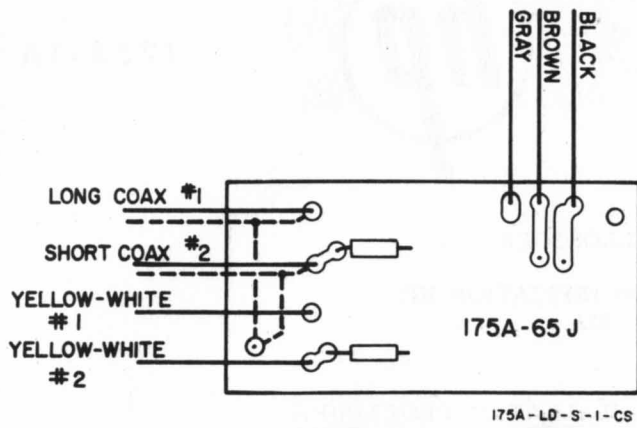 GRAY
BROWN
BLACK
LONG COAX #1
SHORT COAX #2
YELLOW-WHITE
#1
YELLOW-WHITE
#2
175A-65J
175A-LD-S-1-CS